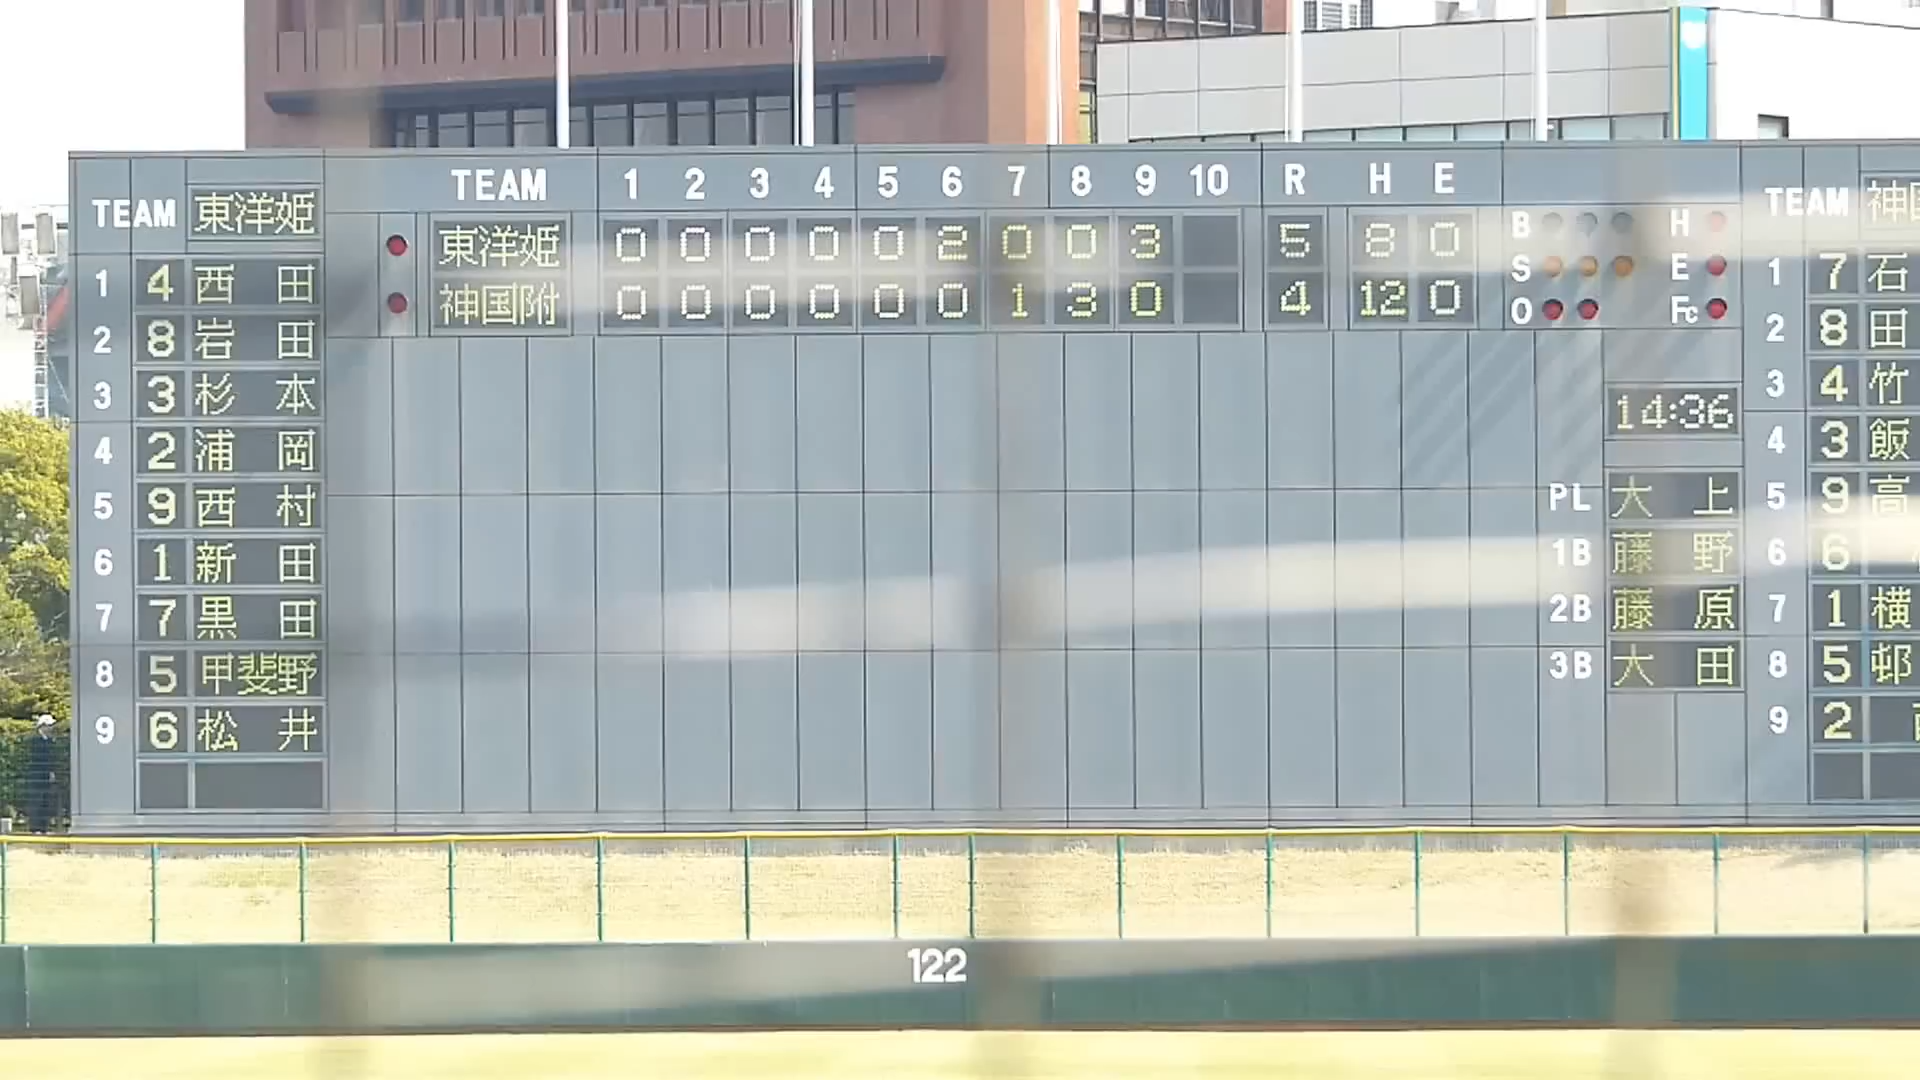 TEAM 東洋姫
1 4 西田
2 8 岩田
3 3 杉本
4 2 浦岡
5 9 西村
6 1 新田
7 7 黒田
8 5 甲斐野
9 6 松井
TEAM 1 2 3 4 5 6 7 8 9 10 R H E
東洋姫 0 0 0 0 0 2 0 0 3 5 8 0
神国附 0 0 0 0 0 0 1 3 0 4 12 0
B H
S E
O Fc
14:36
PL 大上
1B 藤野
2B 藤原
3B 大田
TEAM 神国
1 7 石
2 8 田
3 4 竹
4 3 飯
5 9 高
6 6
7 1 横
8 5 邨
9 2
122